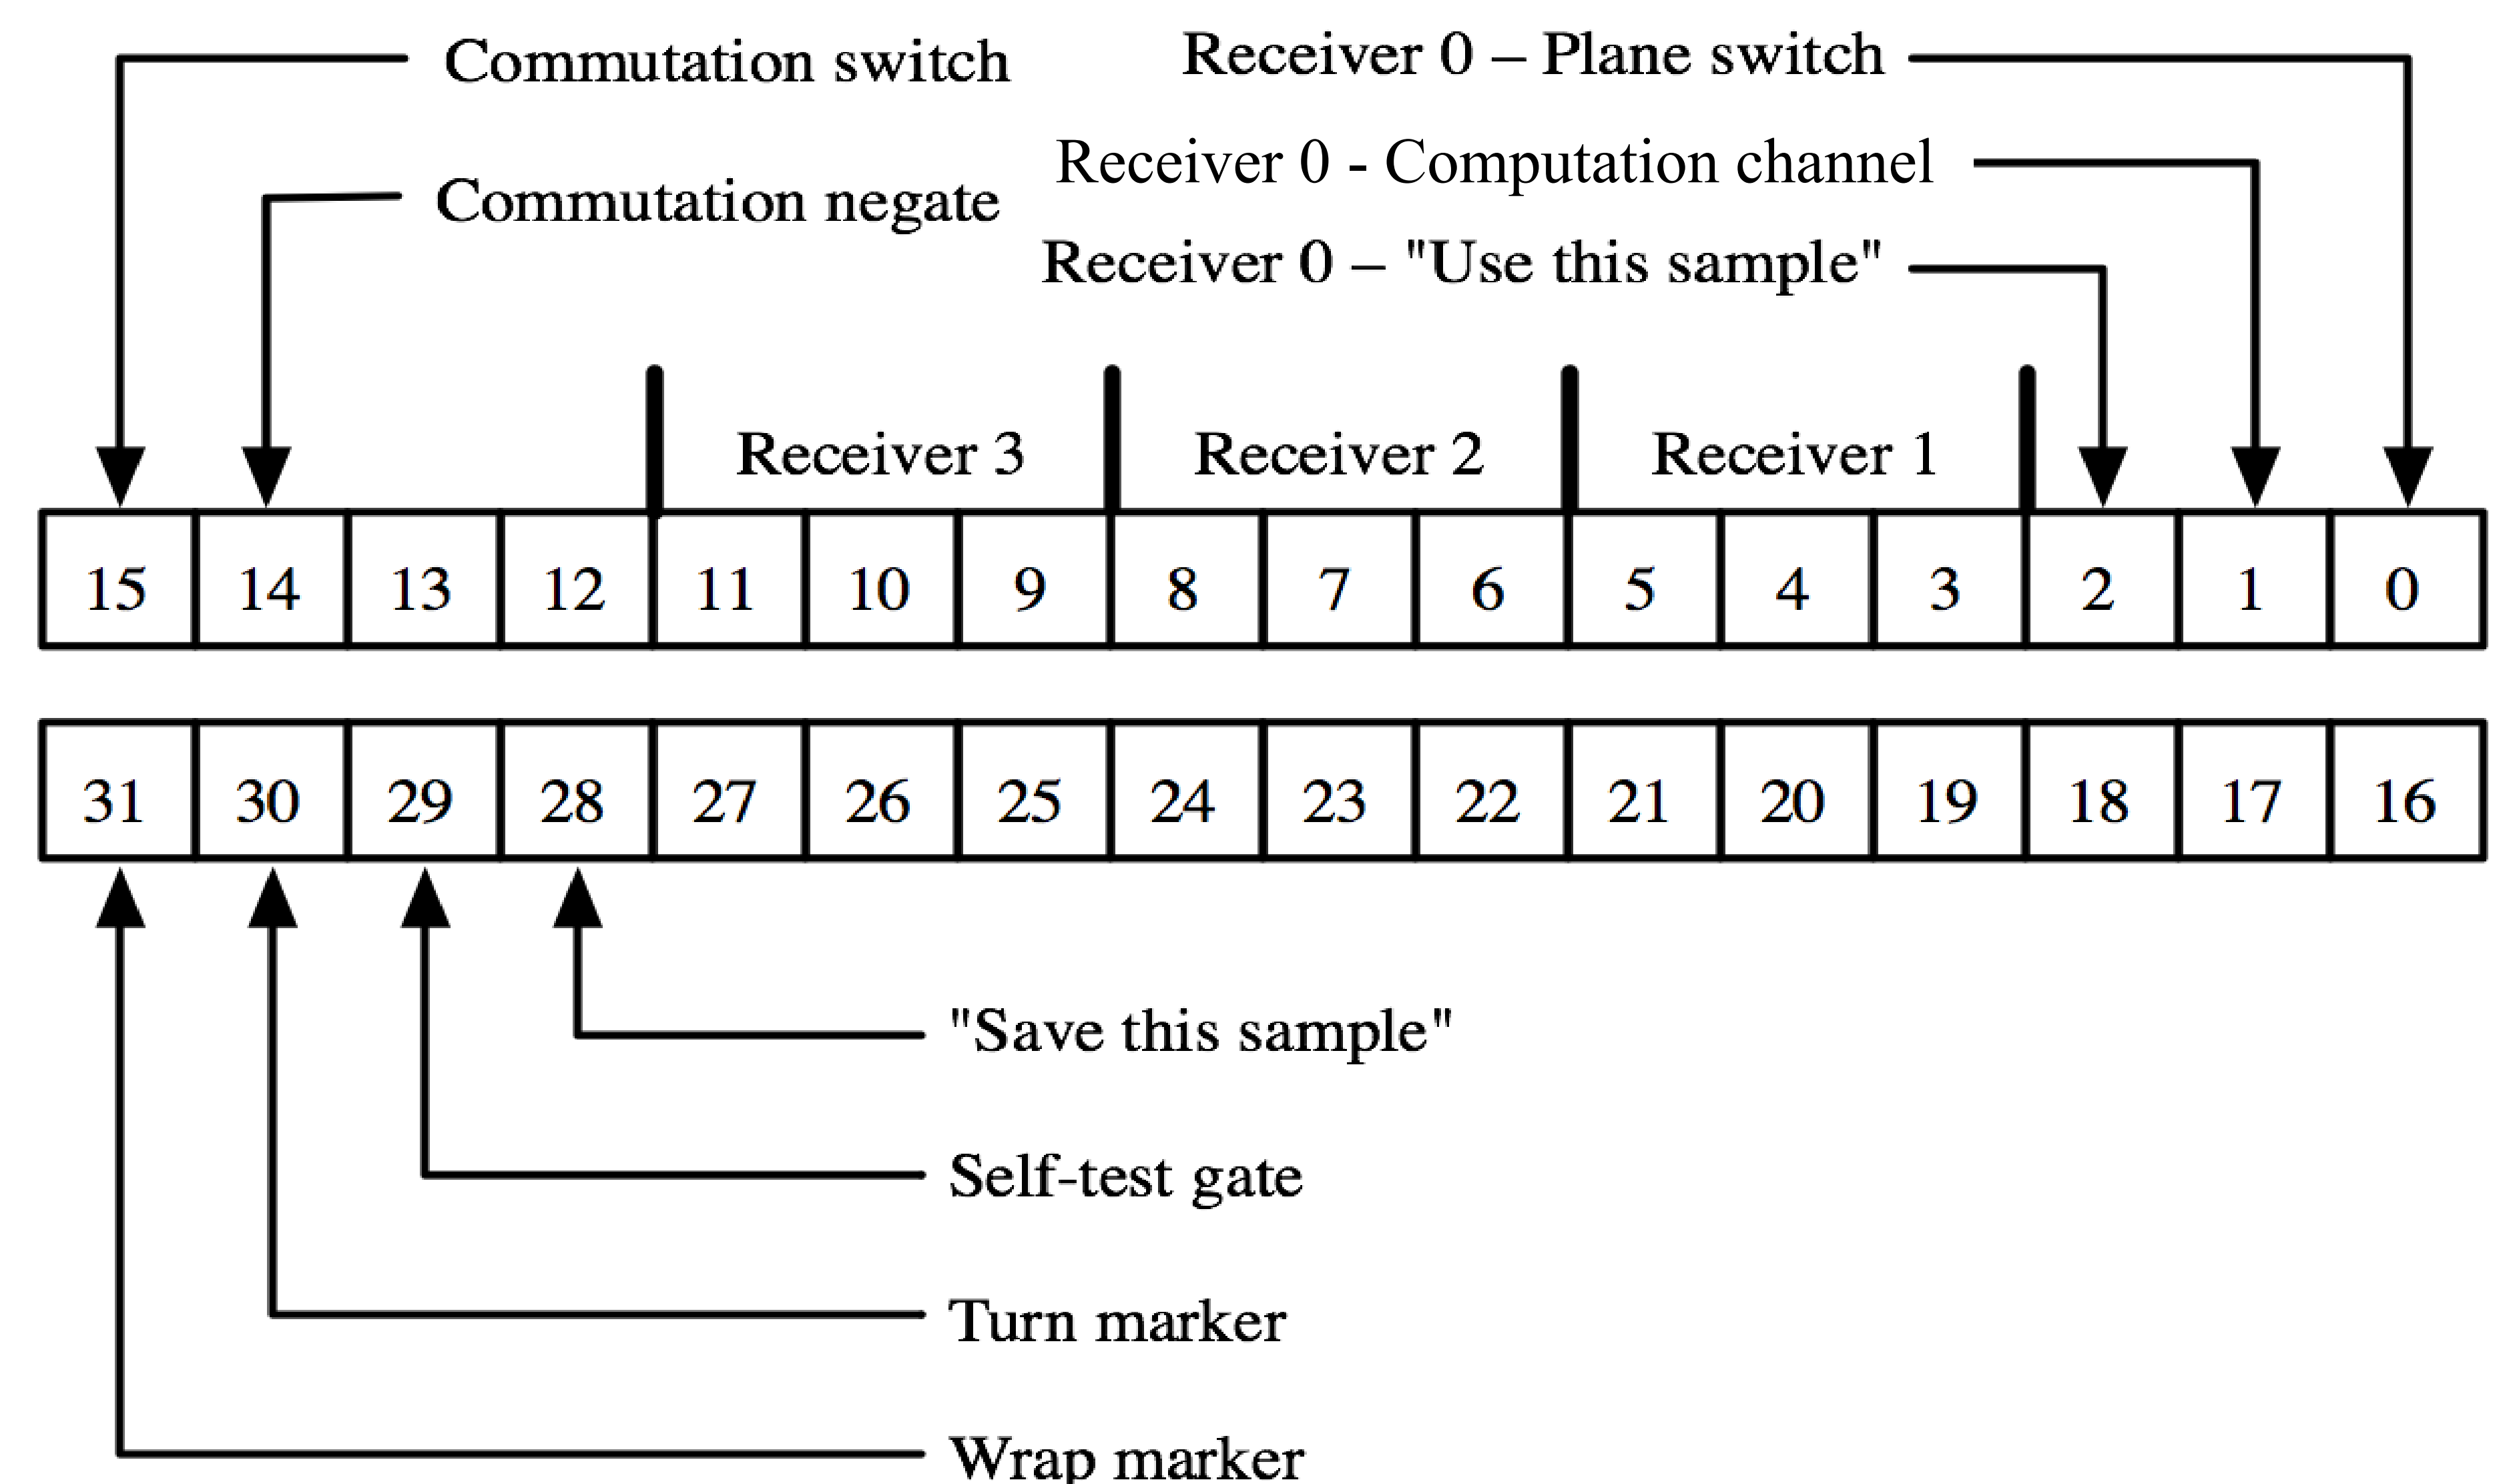 Commutation switch
Receiver 0 – Plane switch
Receiver 0 - Computation channel
Commutation negate
Receiver 0 – "Use this sample"
Receiver 3
Receiver 2
Receiver 1
15 14 13 12 11 10 9 8 7 6 5 4 3 2 1 0
31 30 29 28 27 26 25 24 23 22 21 20 19 18 17 16
"Save this sample"
Self-test gate
Turn marker
Wrap marker